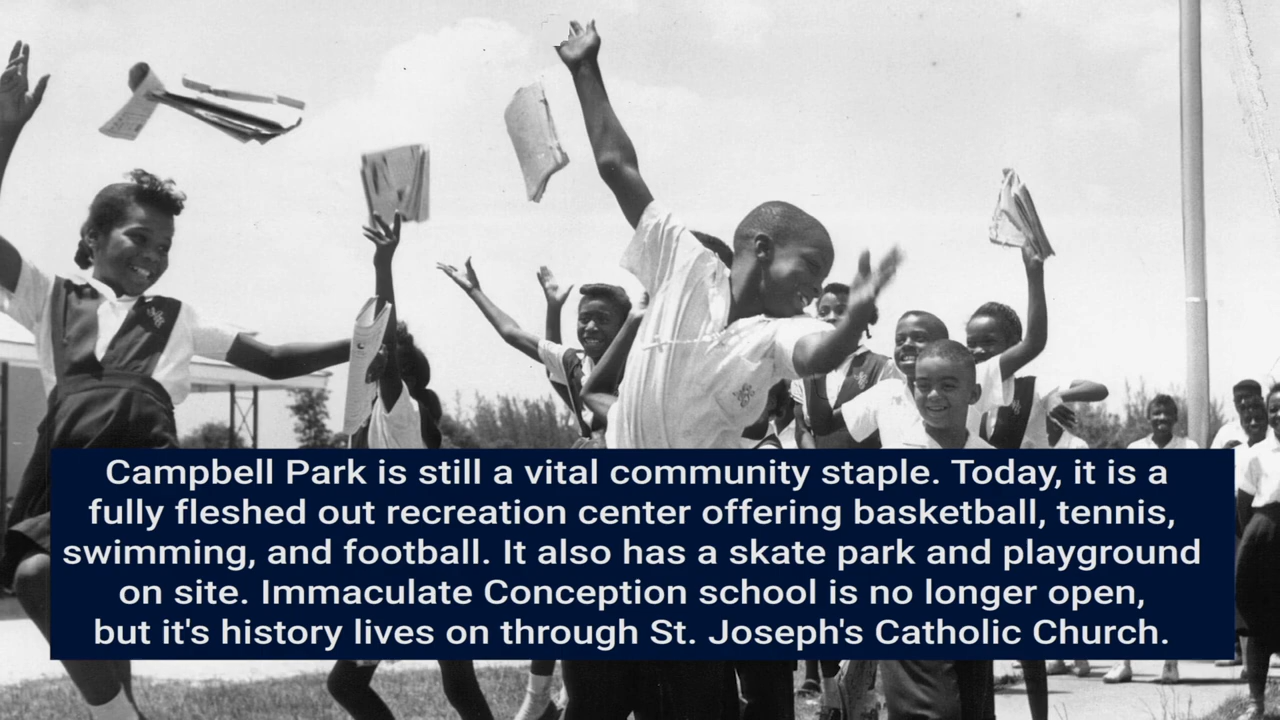 Campbell Park is still a vital community staple. Today, it is a
fully fleshed out recreation center offering basketball, tennis,
swimming, and football. It also has a skate park and playground
on site. Immaculate Conception school is no longer open,
but it's history lives on through St. Joseph's Catholic Church.